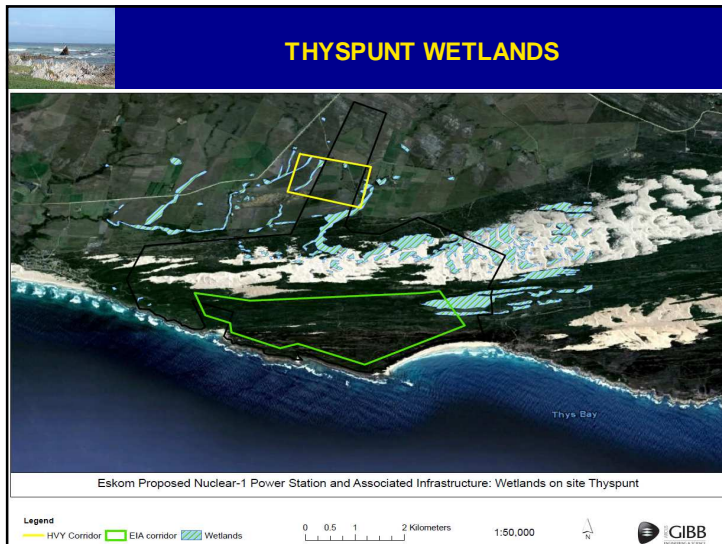 THYSPUNT WETLANDS
Thys Bay
Eskom Proposed Nuclear-1 Power Station and Associated Infrastructure: Wetlands on site Thyspunt
Legend
HVY Corridor EIA corridor Wetlands
0 0.5 1 2 Kilometers
1:50,000
N
GIBB